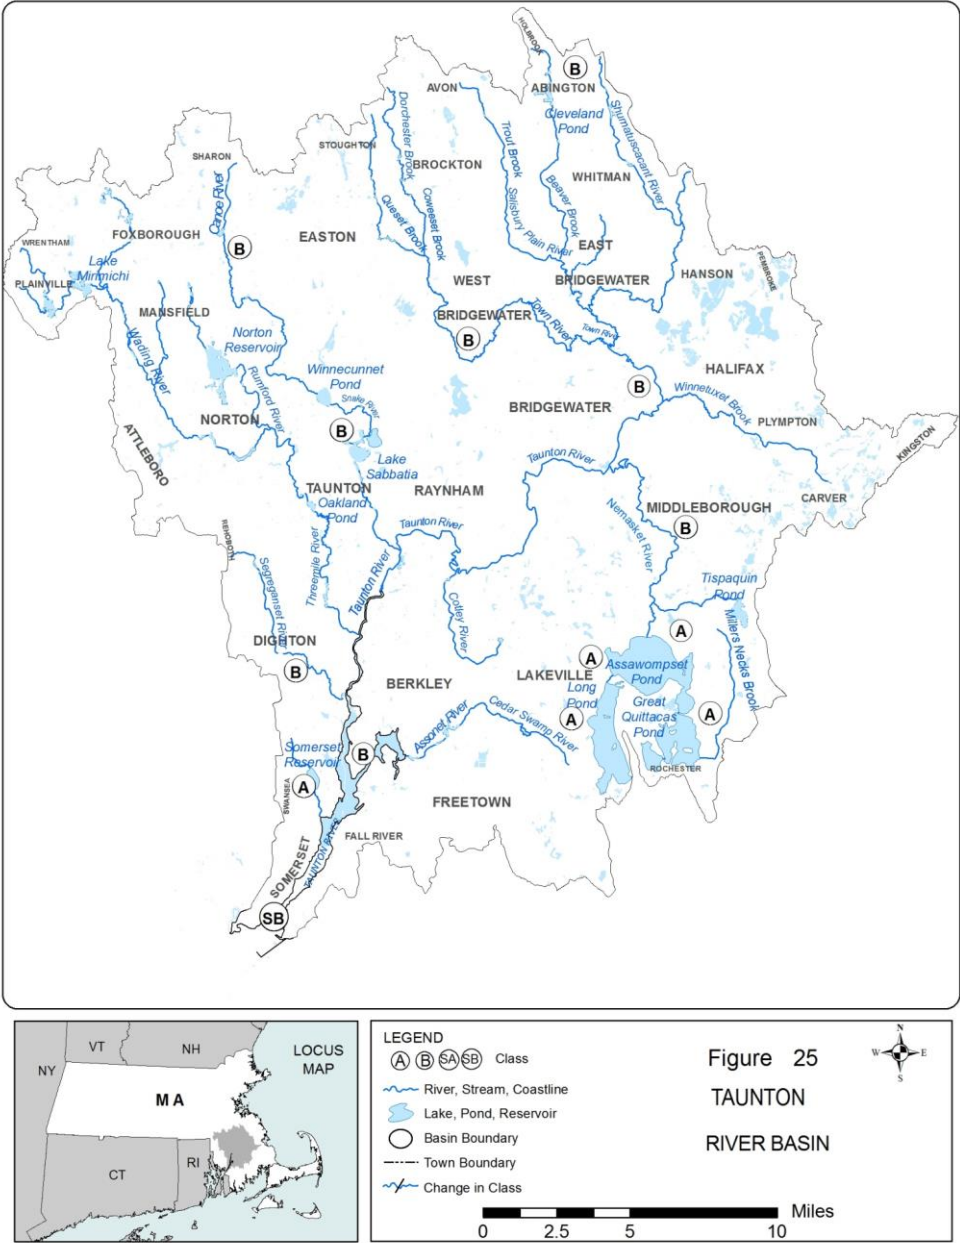 HOLBROOK
B
AVON
ABINGTON
Cleveland
Pond
Shumatuscacant River
Dorchester Brook
STOUGHTON
BROCKTON
Trout Brook
SHARON
WHITMAN
Canoe River
Queset Brook
Coweeset Brook
Salisbury Plain River
Beaver Brook
WRENTHAM
FOXBOROUGH
B
EASTON
EAST
BRIDGEWATER
Lake
Mirimichi
PLAINVILLE
WEST
BRIDGEWATER
HANSON
PEMBROKE
MANSFIELD
Wading River
Norton
Reservoir
B
Town River
Town River
Winnecunnet
Pond
Snake River
HALIFAX
Rumford River
B
Winnetuxet Brook
BRIDGEWATER
NORTON
B
PLYMPTON
KINGSTON
ATTLEBORO
Lake
Sabbatia
Taunton River
TAUNTON
RAYNHAM
CARVER
Oakland
Pond
MIDDLEBOROUGH
B
Nemasket River
REHOBOTH
Taunton River
Threemile River
Taunton River
Segreganset River
Cotley River
Tispaquin
Pond
Millers Necks Brook
DIGHTON
A
B
BERKLEY
LAKEVILLE
A
Assawompset
Pond
Long
Pond
Great
Quittacas
Pond
A
A
Assonet River
Cedar Swamp River
Somerset
Reservoir
B
ROCHESTER
SWANSEA
A
FREETOWN
TAUNTON RIVER
FALL RIVER
SOMERSET
SB
NY
VT
NH
LOCUS
MAP
MA
CT
RI
LEGEND
A B SA SB Class
River, Stream, Coastline
Lake, Pond, Reservoir
Basin Boundary
Town Boundary
Change in Class
Figure 25
TAUNTON
RIVER BASIN
N
W E
S
Miles
0 2.5 5 10